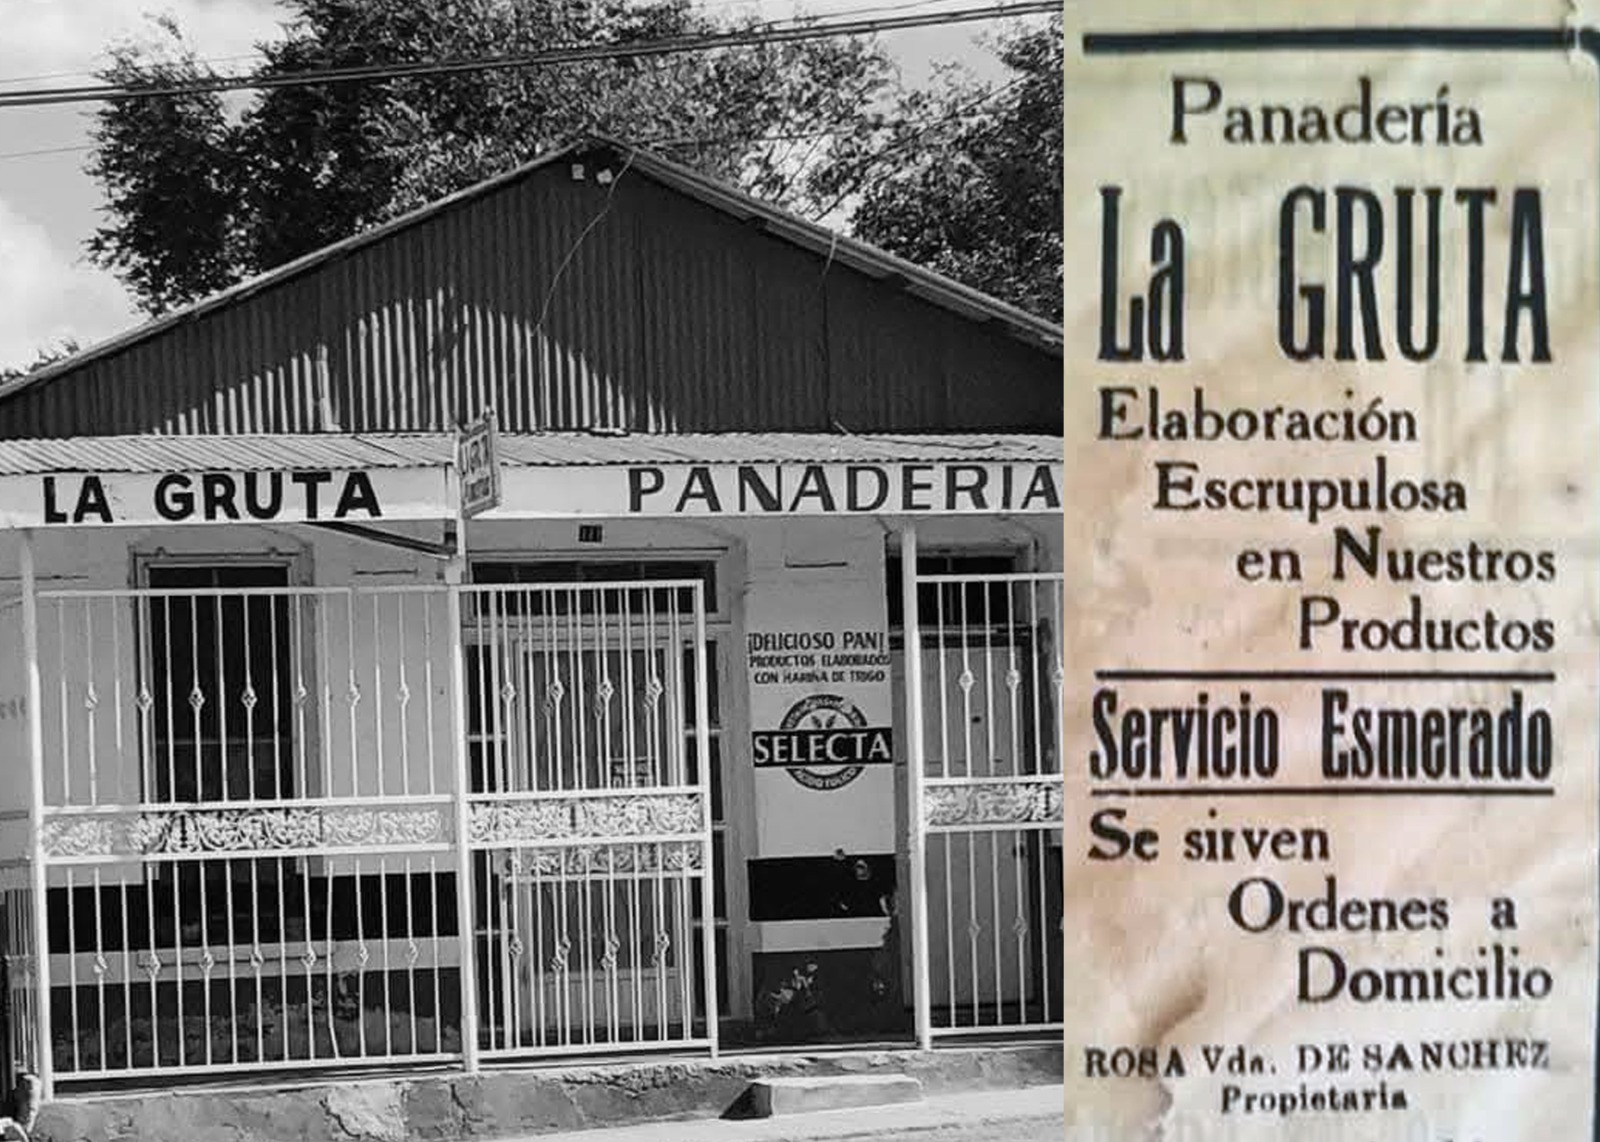 LA GRUTA
PANADERIA
111
¡DELICIOSO PAN!
PRODUCTOS ELABORADOS
CON HARINA DE TRIGO
SELECTA
Panadería
La GRUTA
Elaboración
Escrupulosa
en Nuestros
Productos
Servicio Esmerado
Se sirven
Ordenes a
Domicilio
ROSA Vda. DE SANCHEZ
Propietaria